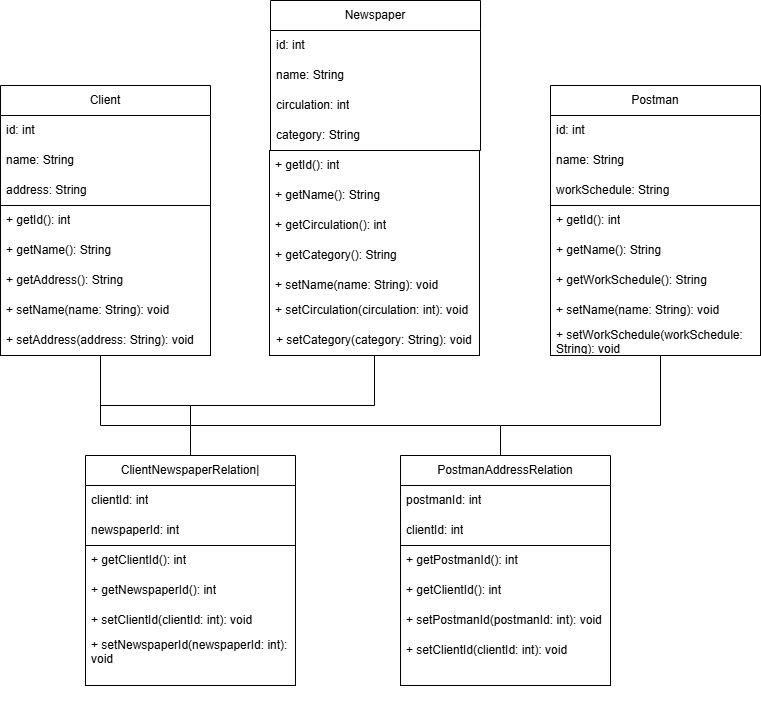 Newspaper
id: int
name: String
circulation: int
category: String
+ getId(): int
+ getName(): String
+ getCirculation(): int
+ getCategory(): String
+ setName(name: String): void
+ setCirculation(circulation: int): void
+ setCategory(category: String): void
Client
id: int
name: String
address: String
+ getId(): int
+ getName(): String
+ getAddress(): String
+ setName(name: String): void
+ setAddress(address: String): void
Postman
id: int
name: String
workSchedule: String
+ getId(): int
+ getName(): String
+ getWorkSchedule(): String
+ setName(name: String): void
+ setWorkSchedule(workSchedule:
String): void
ClientNewspaperRelation|
clientId: int
newspaperId: int
+ getClientId(): int
+ getNewspaperId(): int
+ setClientId(clientId: int): void
+ setNewspaperId(newspaperId: int):
void
PostmanAddressRelation
postmanId: int
clientId: int
+ getPostmanId(): int
+ getClientId(): int
+ setPostmanId(postmanId: int): void
+ setClientId(clientId: int): void